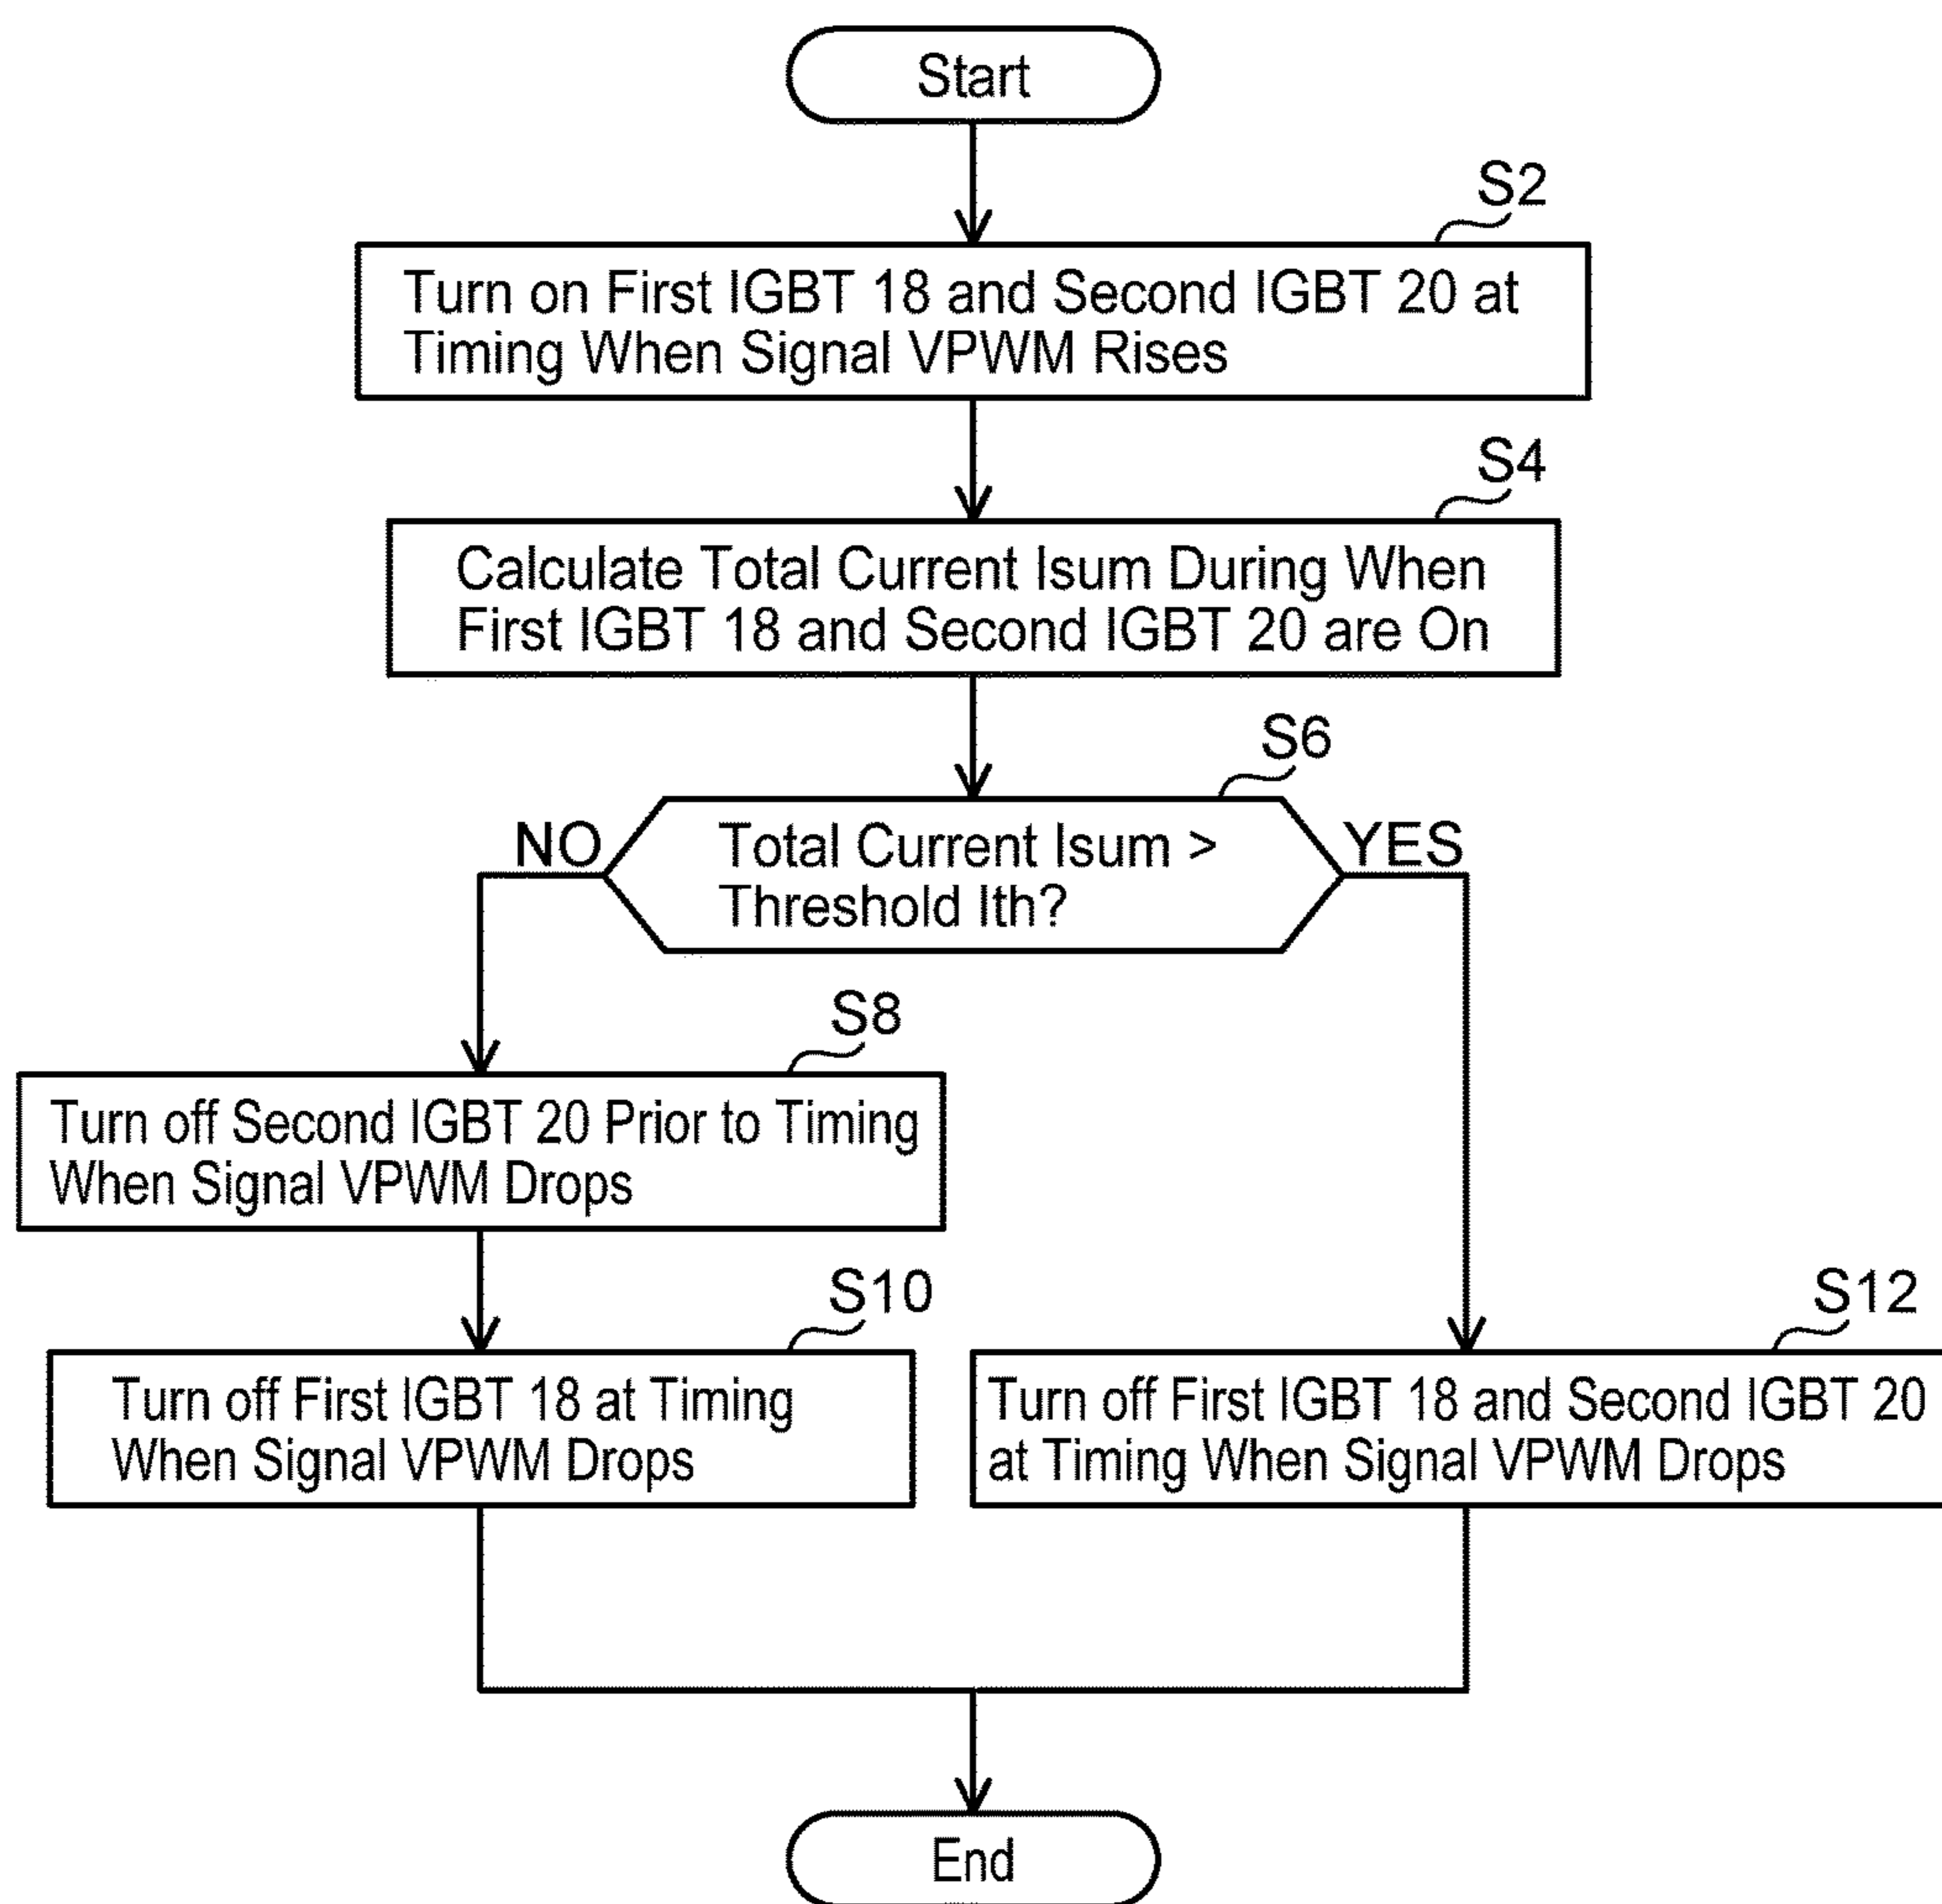 Start
S2
Turn on First IGBT 18 and Second IGBT 20 at
Timing When Signal VPWM Rises
S4
Calculate Total Current Isum During When
First IGBT 18 and Second IGBT 20 are On
S6
NO
Total Current Isum >
Threshold Ith?
YES
S8
Turn off Second IGBT 20 Prior to Timing
When Signal VPWM Drops
S10
Turn off First IGBT 18 at Timing
When Signal VPWM Drops
S12
Turn off First IGBT 18 and Second IGBT 20
at Timing When Signal VPWM Drops
End